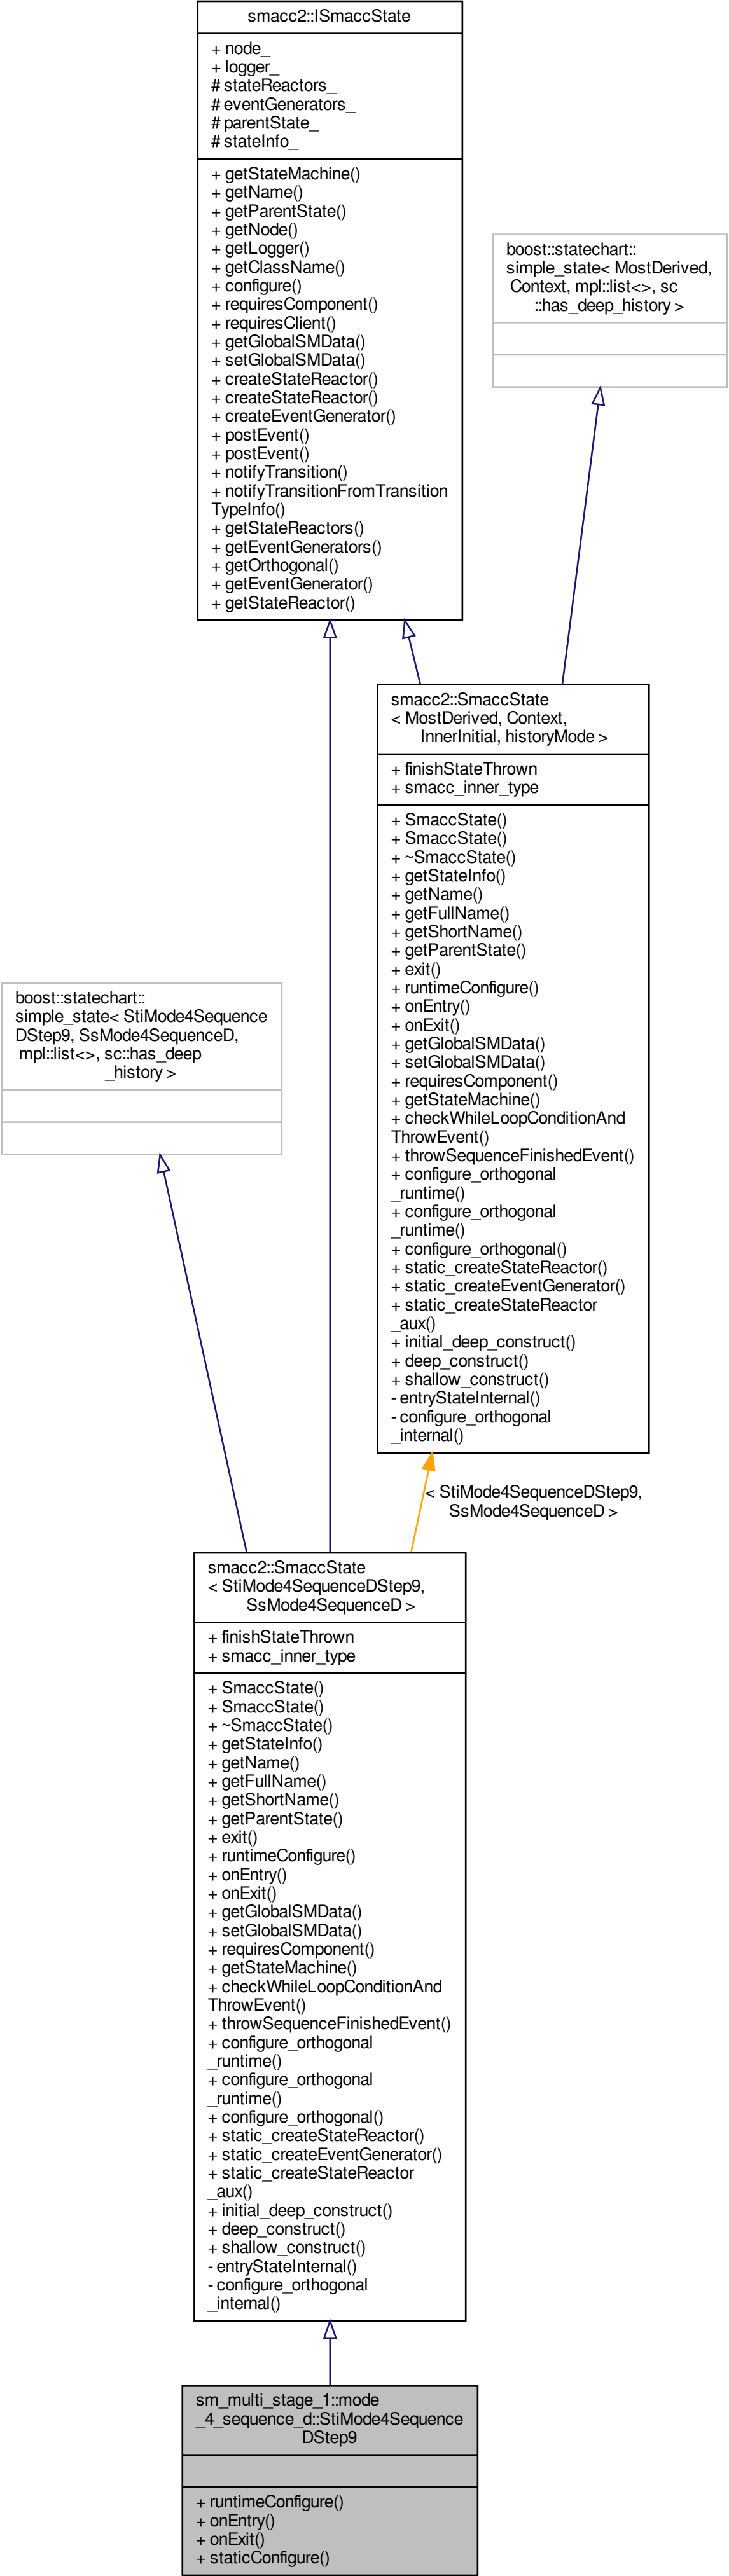 smacc2::ISmaccState
+ node_
+ logger_
# stateReactors_
# eventGenerators_
# parentState_
# stateInfo_
+ getStateMachine()
+ getName()
+ getParentState()
+ getNode()
+ getLogger()
+ getClassName()
+ configure()
+ requiresComponent()
+ requiresClient()
+ getGlobalSMData()
+ setGlobalSMData()
+ createStateReactor()
+ createStateReactor()
+ createEventGenerator()
+ postEvent()
+ postEvent()
+ notifyTransition()
+ notifyTransitionFromTransition
TypeInfo()
+ getStateReactors()
+ getEventGenerators()
+ getOrthogonal()
+ getEventGenerator()
+ getStateReactor()
boost::statechart::
simple_state< MostDerived,
Context, mpl::list<>, sc
::has_deep_history >
smacc2::SmaccState
< MostDerived, Context,
InnerInitial, historyMode >
+ finishStateThrown
+ smacc_inner_type
+ SmaccState()
+ SmaccState()
+ ~SmaccState()
+ getStateInfo()
+ getName()
+ getFullName()
+ getShortName()
+ getParentState()
+ exit()
+ runtimeConfigure()
+ onEntry()
+ onExit()
+ getGlobalSMData()
+ setGlobalSMData()
+ requiresComponent()
+ getStateMachine()
+ checkWhileLoopConditionAnd
ThrowEvent()
+ throwSequenceFinishedEvent()
+ configure_orthogonal
_runtime()
+ configure_orthogonal
_runtime()
+ configure_orthogonal()
+ static_createStateReactor()
+ static_createEventGenerator()
+ static_createStateReactor
_aux()
+ initial_deep_construct()
+ deep_construct()
+ shallow_construct()
- entryStateInternal()
- configure_orthogonal
_internal()
boost::statechart::
simple_state< StiMode4Sequence
DStep9, SsMode4SequenceD,
mpl::list<>, sc::has_deep
_history >
< StiMode4SequenceDStep9,
SsMode4SequenceD >
smacc2::SmaccState
< StiMode4SequenceDStep9,
SsMode4SequenceD >
+ finishStateThrown
+ smacc_inner_type
+ SmaccState()
+ SmaccState()
+ ~SmaccState()
+ getStateInfo()
+ getName()
+ getFullName()
+ getShortName()
+ getParentState()
+ exit()
+ runtimeConfigure()
+ onEntry()
+ onExit()
+ getGlobalSMData()
+ setGlobalSMData()
+ requiresComponent()
+ getStateMachine()
+ checkWhileLoopConditionAnd
ThrowEvent()
+ throwSequenceFinishedEvent()
+ configure_orthogonal
_runtime()
+ configure_orthogonal
_runtime()
+ configure_orthogonal()
+ static_createStateReactor()
+ static_createEventGenerator()
+ static_createStateReactor
_aux()
+ initial_deep_construct()
+ deep_construct()
+ shallow_construct()
- entryStateInternal()
- configure_orthogonal
_internal()
sm_multi_stage_1::mode
_4_sequence_d::StiMode4Sequence
DStep9
+ runtimeConfigure()
+ onEntry()
+ onExit()
+ staticConfigure()